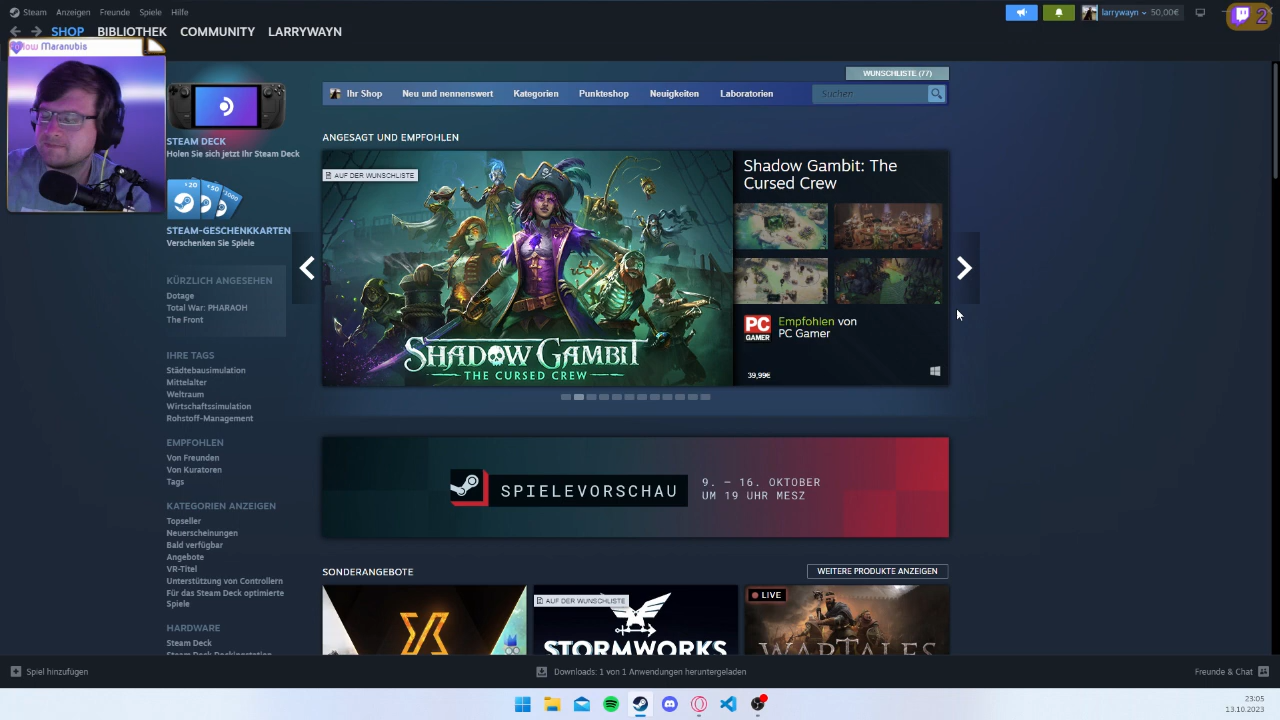 Steam Anzeigen Freunde Spiele Hilfe
larrywayn 50,00€
2
SHOP BIBLIOTHEK COMMUNITY LARRYWAYN
Maranubis
STEAM DECK
Holen Sie sich jetzt Ihr Steam Deck
STEAM-GESCHENKKARTEN
Verschenken Sie Spiele
KÜRZLICH ANGESEHEN
Dotage
Total War: PHARAOH
The Front
IHRE TAGS
Städtebausimulation
Mittelalter
Weltraum
Wirtschaftssimulation
Rohstoff-Management
EMPFOHLEN
Von Freunden
Von Kuratoren
Tags
KATEGORIEN ANZEIGEN
Topseller
Neuerscheinungen
Bald verfügbar
Angebote
VR-Titel
Unterstützung von Controllern
Für das Steam Deck optimierte
Spiele
HARDWARE
Steam Deck
Steam Deck Dockingstation
WUNSCHLISTE (77)
Ihr Shop Neu und nennenswert Kategorien Punkteshop Neuigkeiten Laboratorien Suchen
ANGESAGT UND EMPFOHLEN
AUF DER WUNSCHLISTE
SHADOW GAMBIT
THE CURSED CREW
Shadow Gambit: The
Cursed Crew
PC
GAMER
Empfohlen von
PC Gamer
39,99€
SPIELEVORSCHAU
9. – 16. OKTOBER
UM 19 UHR MESZ
SONDERANGEBOTE
WEITERE PRODUKTE ANZEIGEN
AUF DER WUNSCHLISTE
STORMWORKS
LIVE
WARTALES
Spiel hinzufügen
Downloads: 1 von 1 Anwendungen heruntergeladen
Freunde & Chat
23:05
13.10.2023